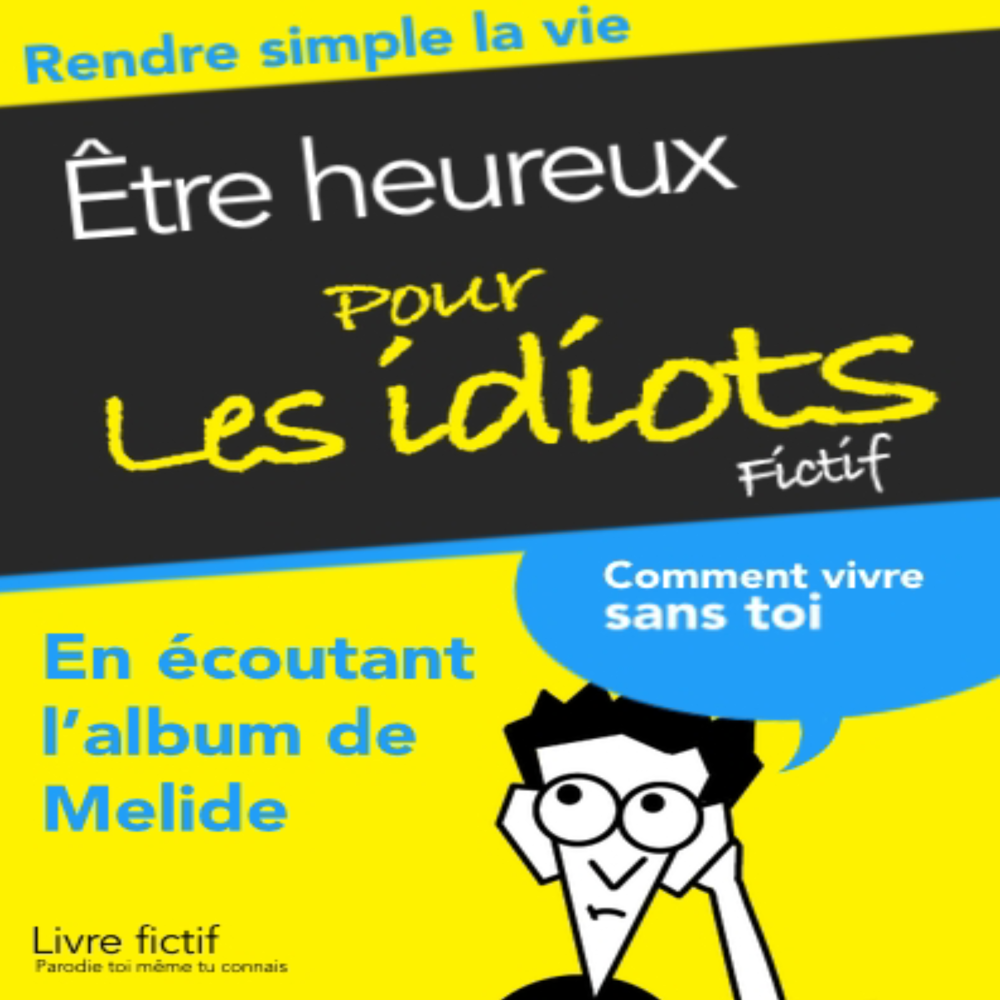 Rendre simple la vie
Être heureux
Pour
Les idiots
Fictif
Comment vivre
sans toi
En écoutant
l’album de
Melide
Livre fictif
Parodie toi même tu connais